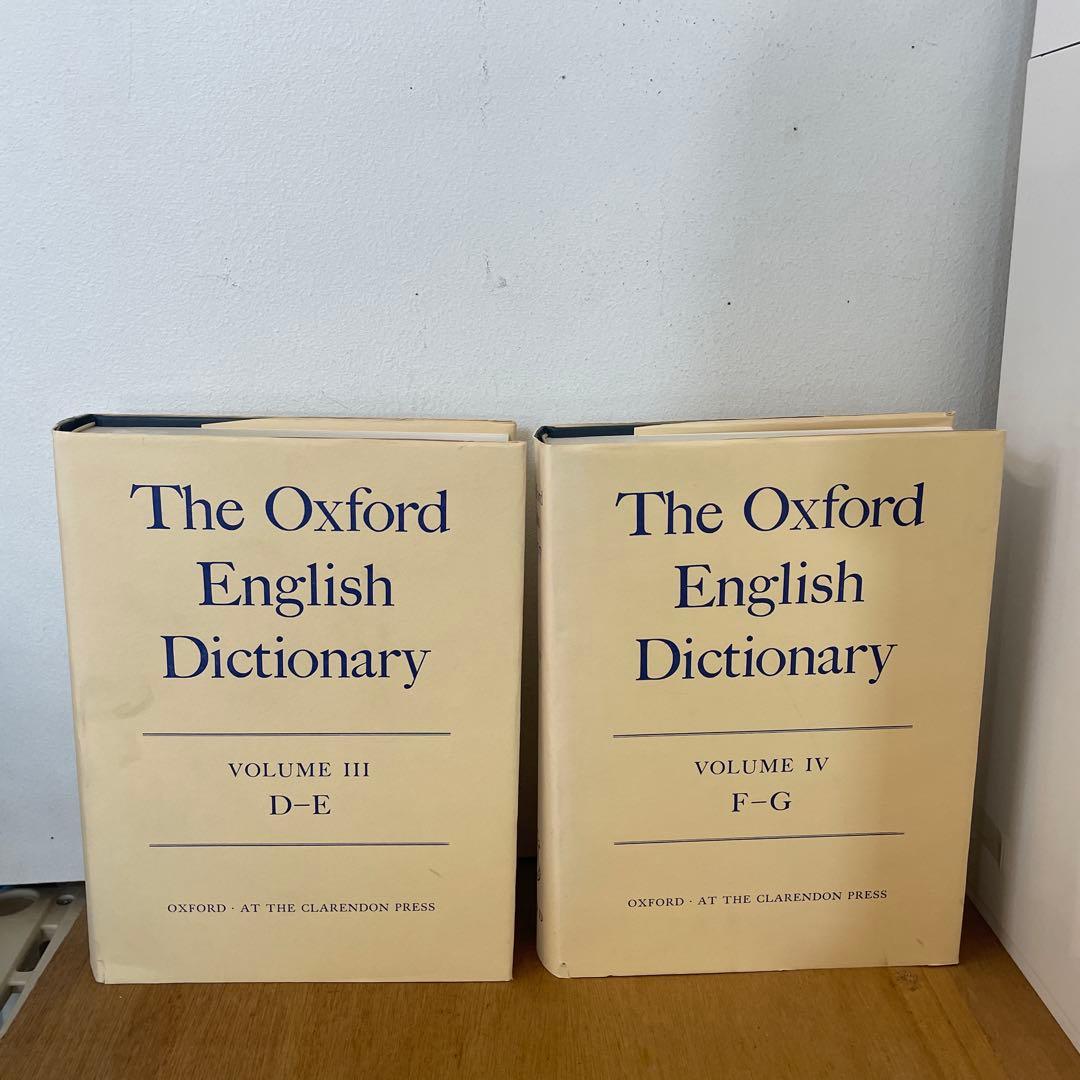 The Oxford
English
Dictionary
VOLUME III
D–E
OXFORD · AT THE CLARENDON PRESS
The Oxford
English
Dictionary
VOLUME IV
F–G
OXFORD · AT THE CLARENDON PRESS